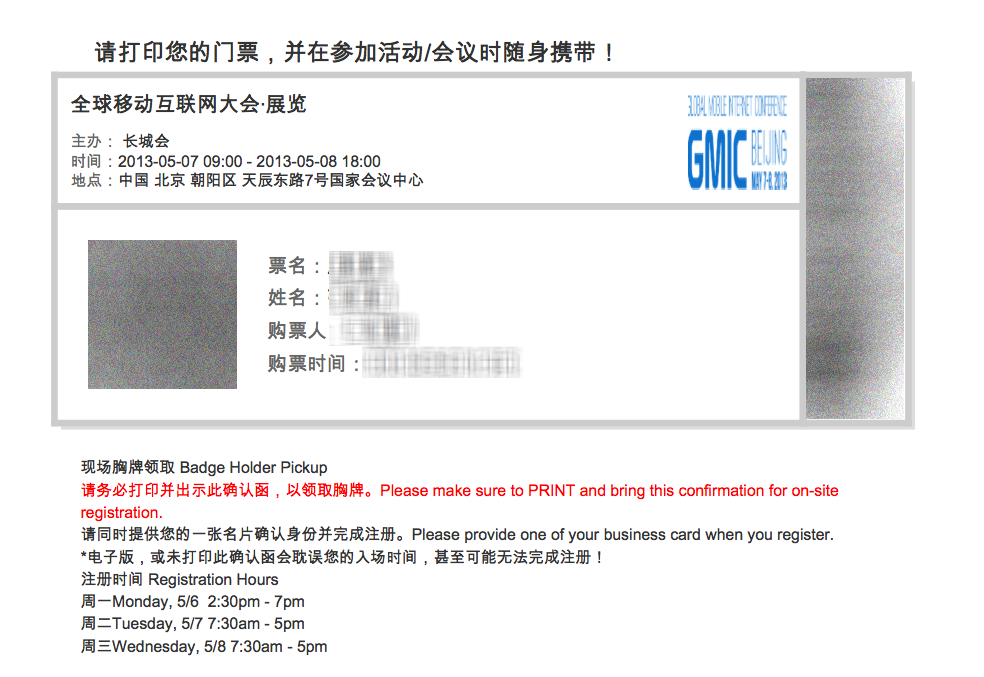 请打印您的门票，并在参加活动/会议时随身携带！
全球移动互联网大会·展览
主办： 长城会
时间：2013-05-07 09:00 - 2013-05-08 18:00
地点：中国 北京 朝阳区 天辰东路7号国家会议中心
GLOBAL MOBILE INTERNET CONFERENCE
GMIC BEIJING
MAY 7-8, 2013
票名：
姓名：
购票人
购票时间：
现场胸牌领取 Badge Holder Pickup
请务必打印并出示此确认函，以领取胸牌。Please make sure to PRINT and bring this confirmation for on-site
registration.
请同时提供您的一张名片确认身份并完成注册。Please provide one of your business card when you register.
*电子版，或未打印此确认函会耽误您的入场时间，甚至可能无法完成注册！
注册时间 Registration Hours
周一Monday, 5/6  2:30pm - 7pm
周二Tuesday, 5/7 7:30am - 5pm
周三Wednesday, 5/8 7:30am - 5pm